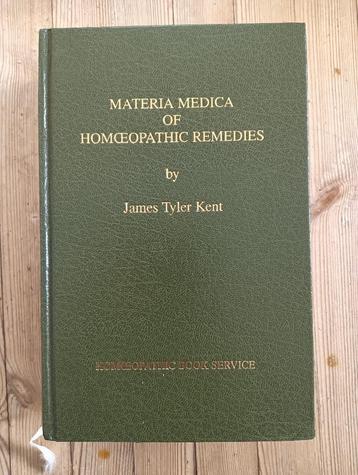 MATERIA MEDICA
OF
HOMŒOPATHIC REMEDIES
by
James Tyler Kent
HOMŒOPATHIC BOOK SERVICE